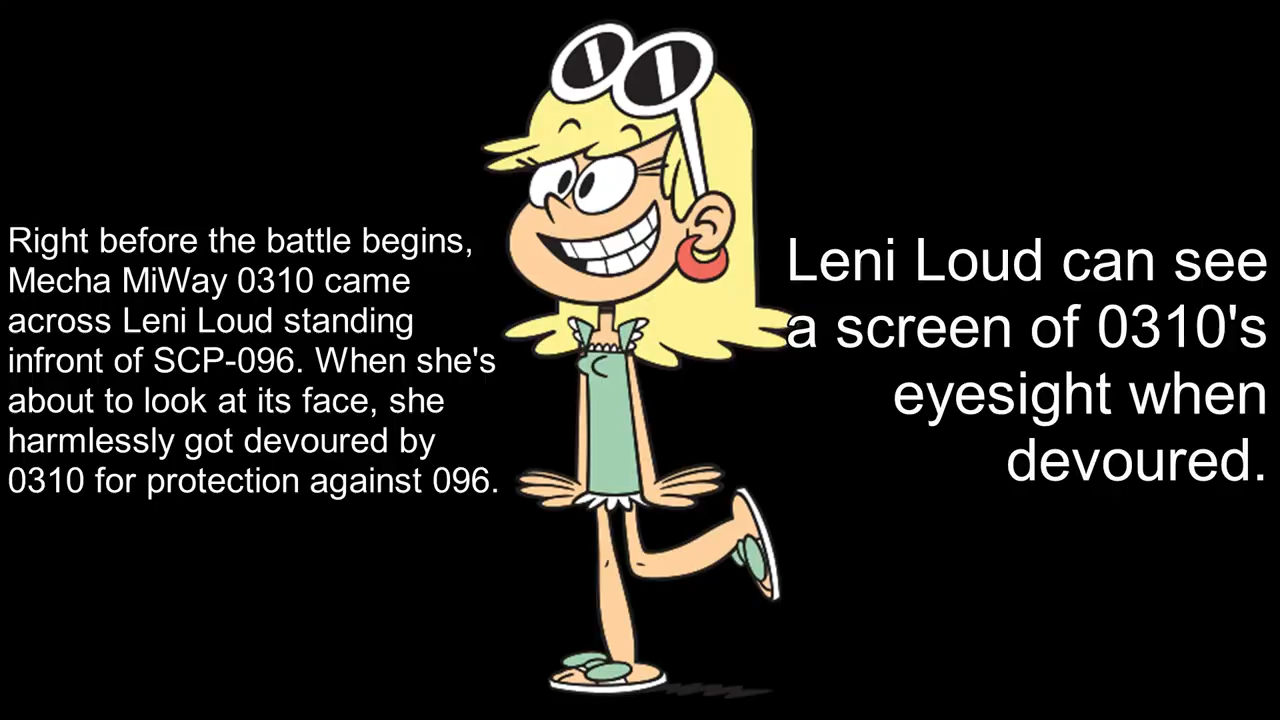 Right before the battle begins,
Mecha MiWay 0310 came
across Leni Loud standing
infront of SCP-096. When she's
about to look at its face, she
harmlessly got devoured by
0310 for protection against 096.
Leni Loud can see
a screen of 0310's
eyesight when
devoured.